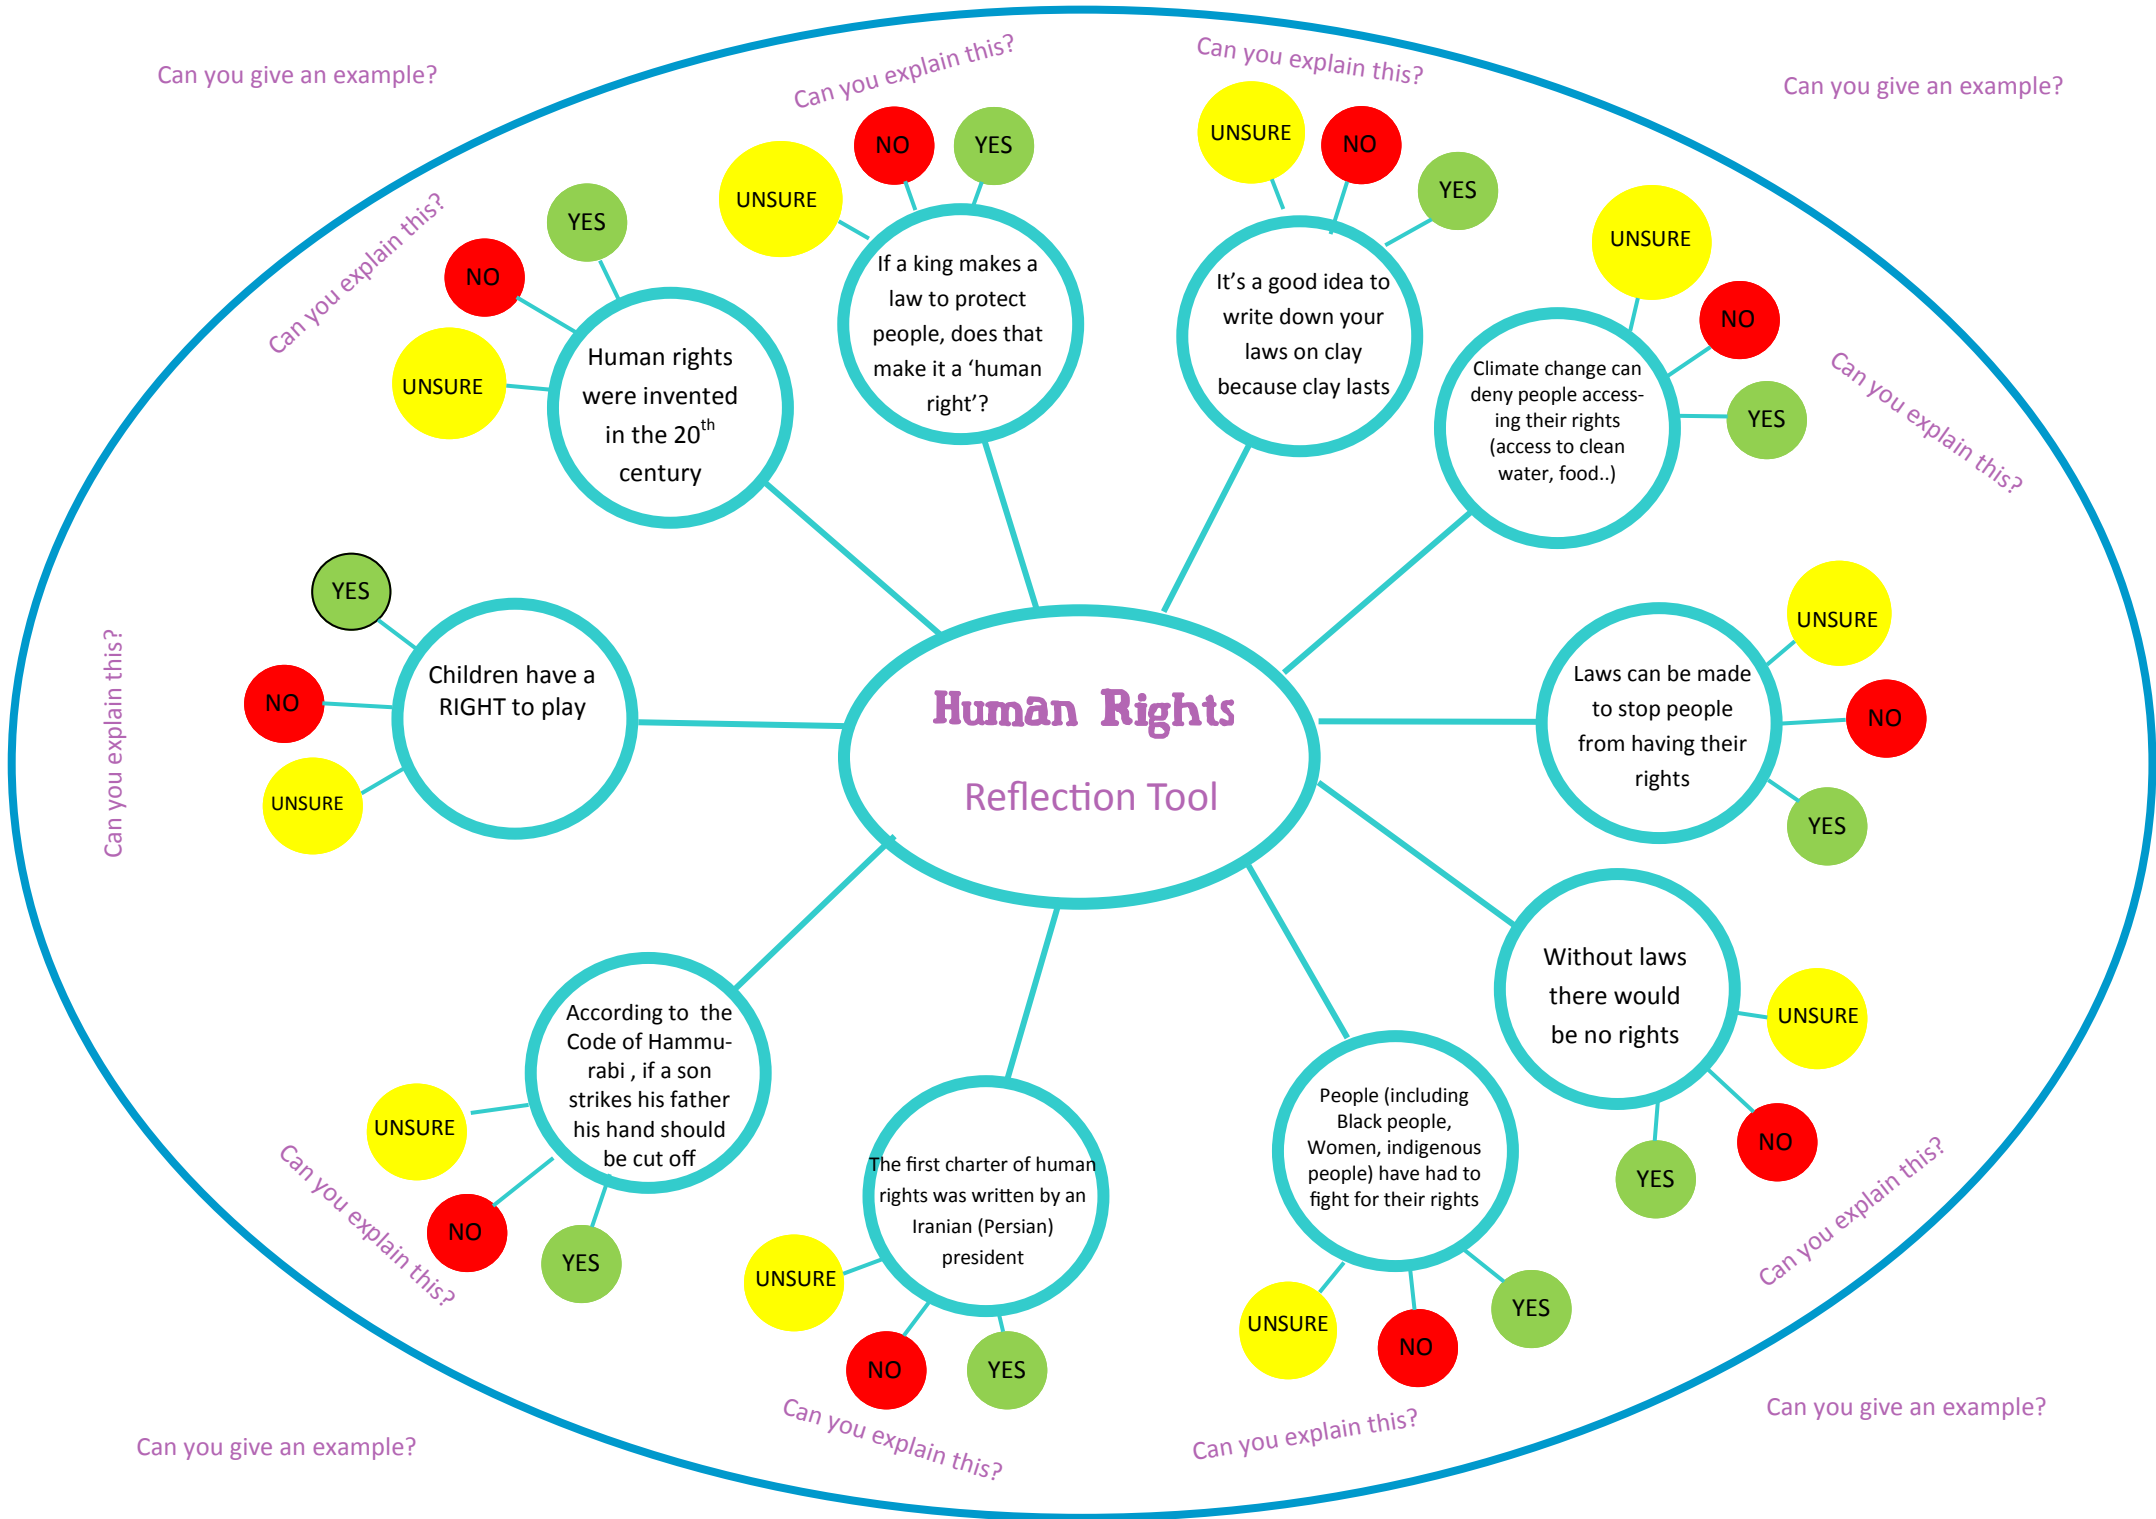 Can you give an example?
Can you explain this?
Can you explain this?
Can you give an example?
UNSURE
NO
YES
If a king makes a
law to protect
people, does that
make it a ‘human
right’?
UNSURE
NO
YES
It’s a good idea to
write down your
laws on clay
because clay lasts
Can you explain this?
UNSURE
NO
YES
Human rights
were invented
in the 20th
century
UNSURE
NO
YES
Climate change can
deny people access-
ing their rights
(access to clean
water, food..)
Can you explain this?
Can you explain this?
YES
NO
UNSURE
Children have a
RIGHT to play
Human Rights
Reflection Tool
Laws can be made
to stop people
from having their
rights
UNSURE
NO
YES
Without laws
there would
be no rights
UNSURE
NO
YES
Can you explain this?
According to  the
Code of Hammu-
rabi , if a son
strikes his father
his hand should
be cut off
UNSURE
NO
YES
Can you explain this?
The first charter of human
rights was written by an
Iranian (Persian)
president
UNSURE
NO
YES
Can you explain this?
People (including
Black people,
Women, indigenous
people) have had to
fight for their rights
UNSURE
NO
YES
Can you explain this?
Can you give an example?
Can you give an example?